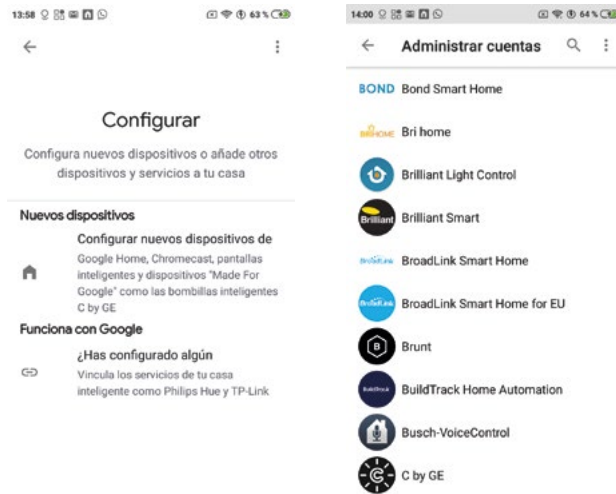 13:58
63 %
Configurar
Configura nuevos dispositivos o añade otros
dispositivos y servicios a tu casa
Nuevos dispositivos
Configurar nuevos dispositivos de
Google Home, Chromecast, pantallas
inteligentes y dispositivos "Made For
Google" como las bombillas inteligentes
C by GE
Funciona con Google
¿Has configurado algún
Vincula los servicios de tu casa
inteligente como Philips Hue y TP-Link
14:00
64 %
Administrar cuentas
BOND Bond Smart Home
BRIHOME Bri home
Brilliant Light Control
Brilliant Brilliant Smart
BroadLink BroadLink Smart Home
BroadLink BroadLink Smart Home for EU
B Brunt
BuildTrack BuildTrack Home Automation
Busch-VoiceControl
C C by GE